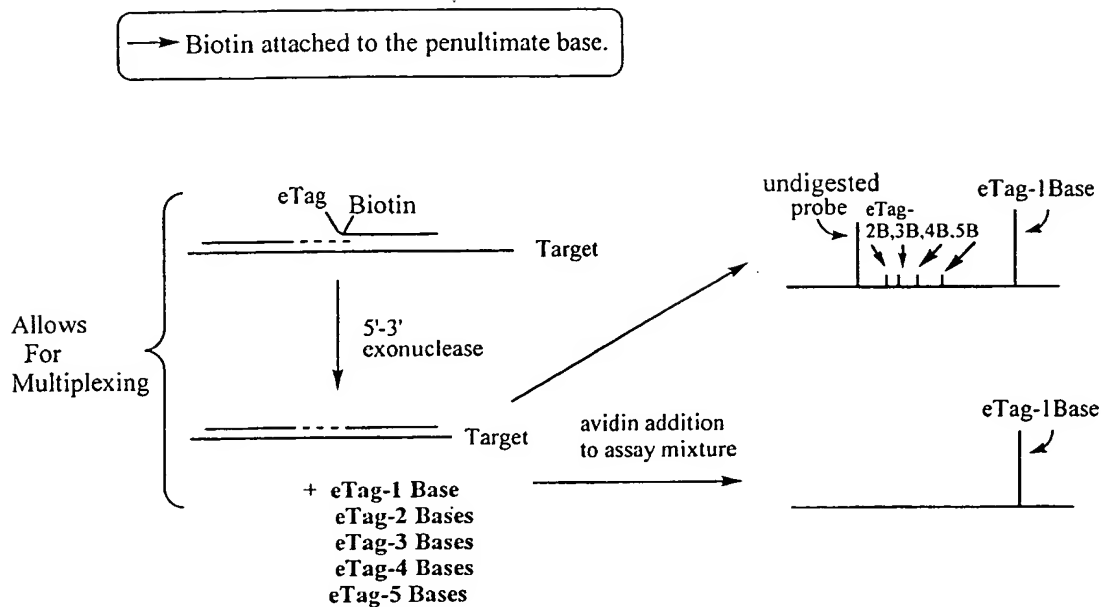 Biotin attached to the penultimate base.
eTag
Biotin
Target
5'-3'
exonuclease
Allows
For
Multiplexing
Target
+ eTag-1 Base
eTag-2 Bases
eTag-3 Bases
eTag-4 Bases
eTag-5 Bases
undigested
probe
eTag-
2B,3B,4B.5B
eTag-1Base
avidin addition
to assay mixture
eTag-1Base